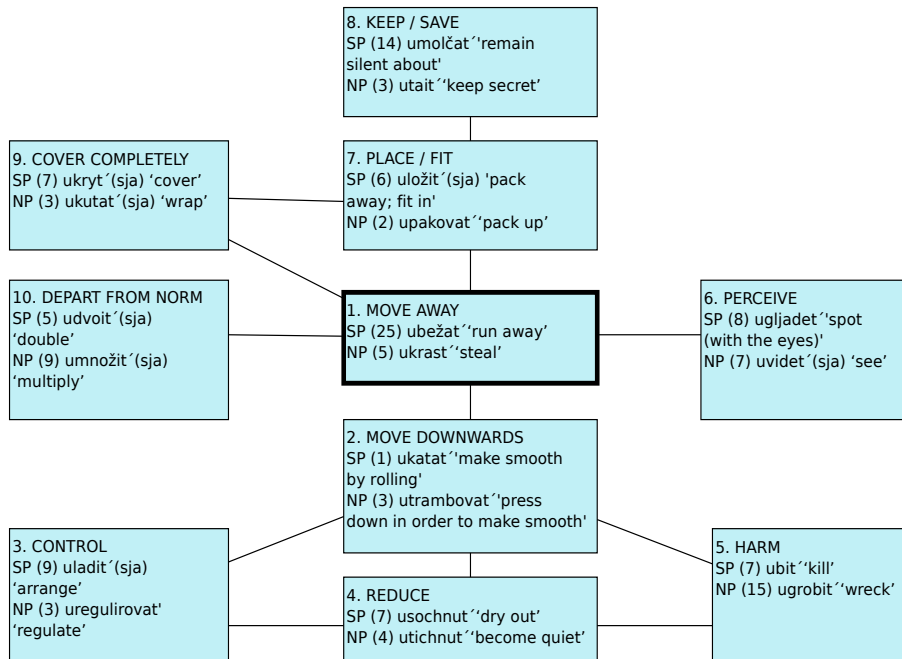 8. KEEP / SAVE
SP (14) umolčat´'remain
silent about'
NP (3) utait´‘keep secret’
9. COVER COMPLETELY
SP (7) ukryt´(sja) ‘cover’
NP (3) ukutat´(sja) ‘wrap’
7. PLACE / FIT
SP (6) uložit´(sja) 'pack
away; fit in'
NP (2) upakovat´‘pack up’
10. DEPART FROM NORM
SP (5) udvoit´(sja)
‘double’
NP (9) umnožit´(sja)
‘multiply’
1. MOVE AWAY
SP (25) ubežat´‘run away’
NP (5) ukrast´‘steal’
6. PERCEIVE
SP (8) ugljadet´'spot
(with the eyes)'
NP (7) uvidet´(sja) ‘see’
2. MOVE DOWNWARDS
SP (1) ukatat´'make smooth
by rolling'
NP (3) utrambovat´'press
down in order to make smooth'
3. CONTROL
SP (9) uladit´(sja)
‘arrange’
NP (3) uregulirovat'
‘regulate’
4. REDUCE
SP (7) usochnut´‘dry out’
NP (4) utichnut´‘become quiet’
5. HARM
SP (7) ubit´‘kill’
NP (15) ugrobit´‘wreck’